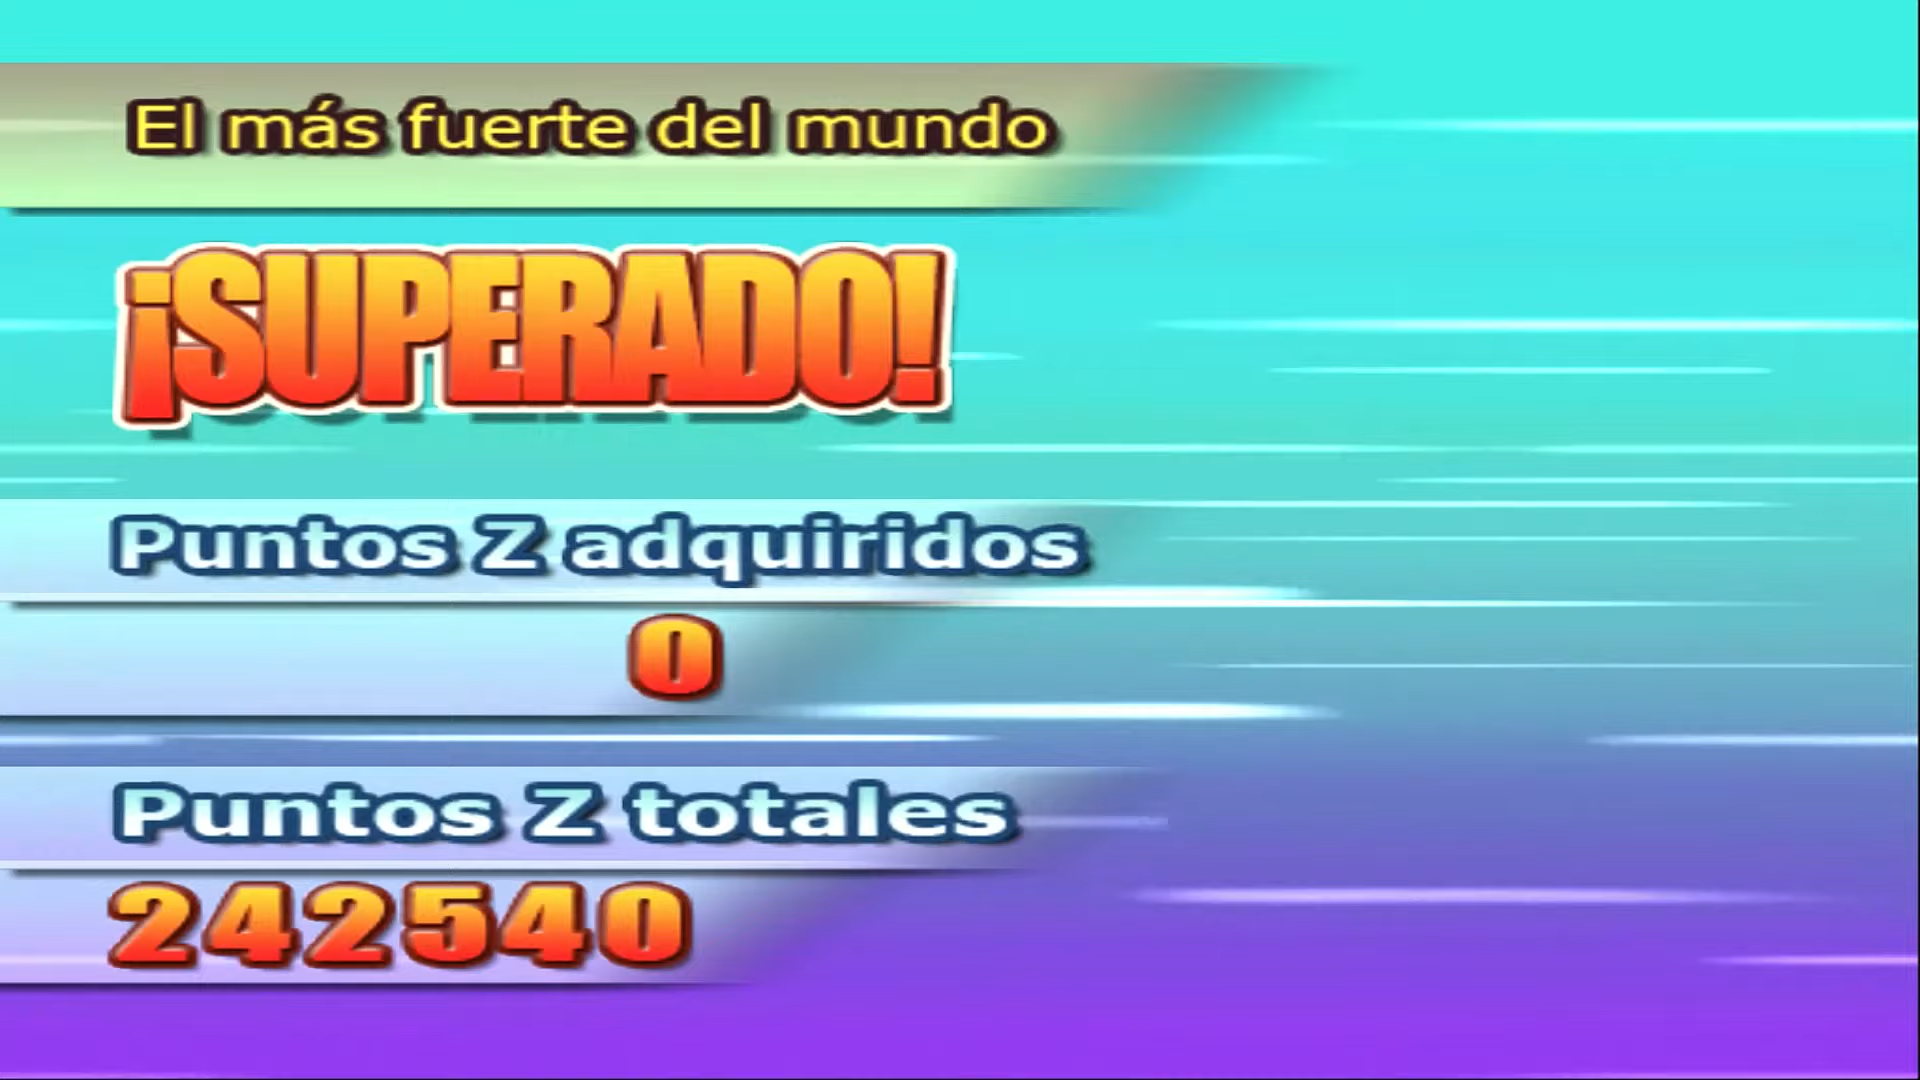 El más fuerte del mundo
¡SUPERADO!
Puntos Z adquiridos
0
Puntos Z totales
242540